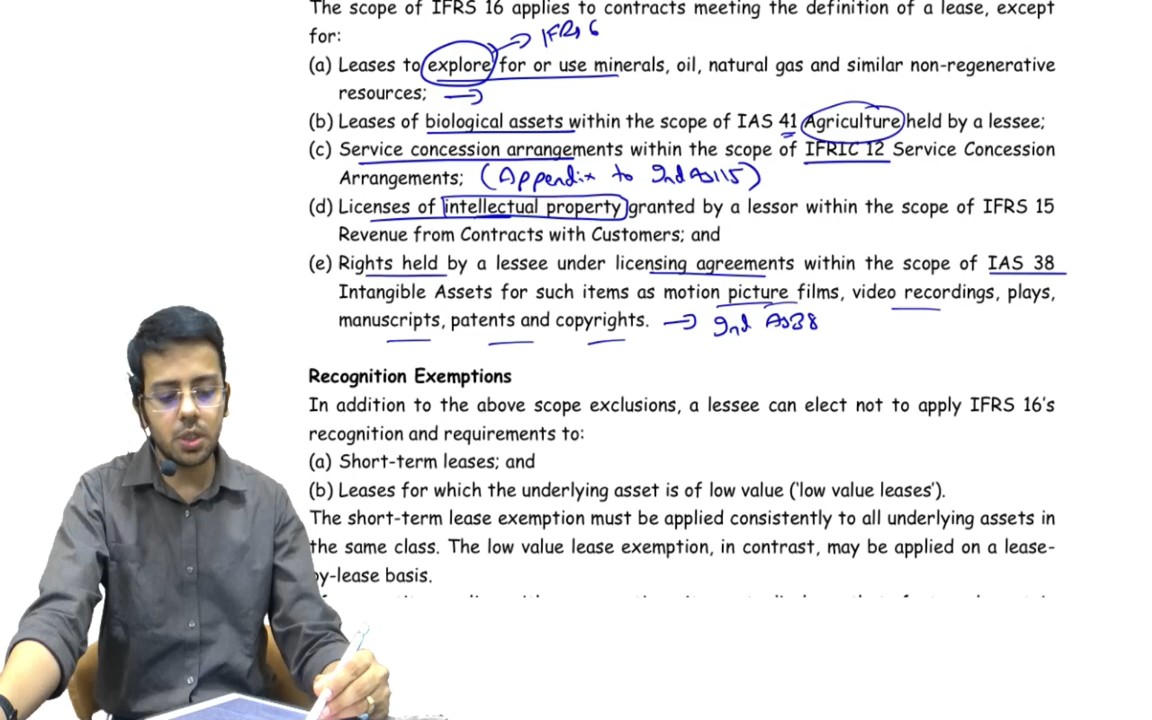 The scope of IFRS 16 applies to contracts meeting the definition of a lease, except
for:
IFRS 6
(a) Leases to explore for or use minerals, oil, natural gas and similar non-regenerative
resources;
(b) Leases of biological assets within the scope of IAS 41 Agriculture held by a lessee;
(c) Service concession arrangements within the scope of IFRIC 12 Service Concession
Arrangements; (Appendix to Ind AS 115)
(d) Licenses of intellectual property granted by a lessor within the scope of IFRS 15
Revenue from Contracts with Customers; and
(e) Rights held by a lessee under licensing agreements within the scope of IAS 38
Intangible Assets for such items as motion picture films, video recordings, plays,
manuscripts, patents and copyrights. → Ind AS38
Recognition Exemptions
In addition to the above scope exclusions, a lessee can elect not to apply IFRS 16's
recognition and requirements to:
(a) Short-term leases; and
(b) Leases for which the underlying asset is of low value ('low value leases').
The short-term lease exemption must be applied consistently to all underlying assets in
the same class. The low value lease exemption, in contrast, may be applied on a lease-
by-lease basis.